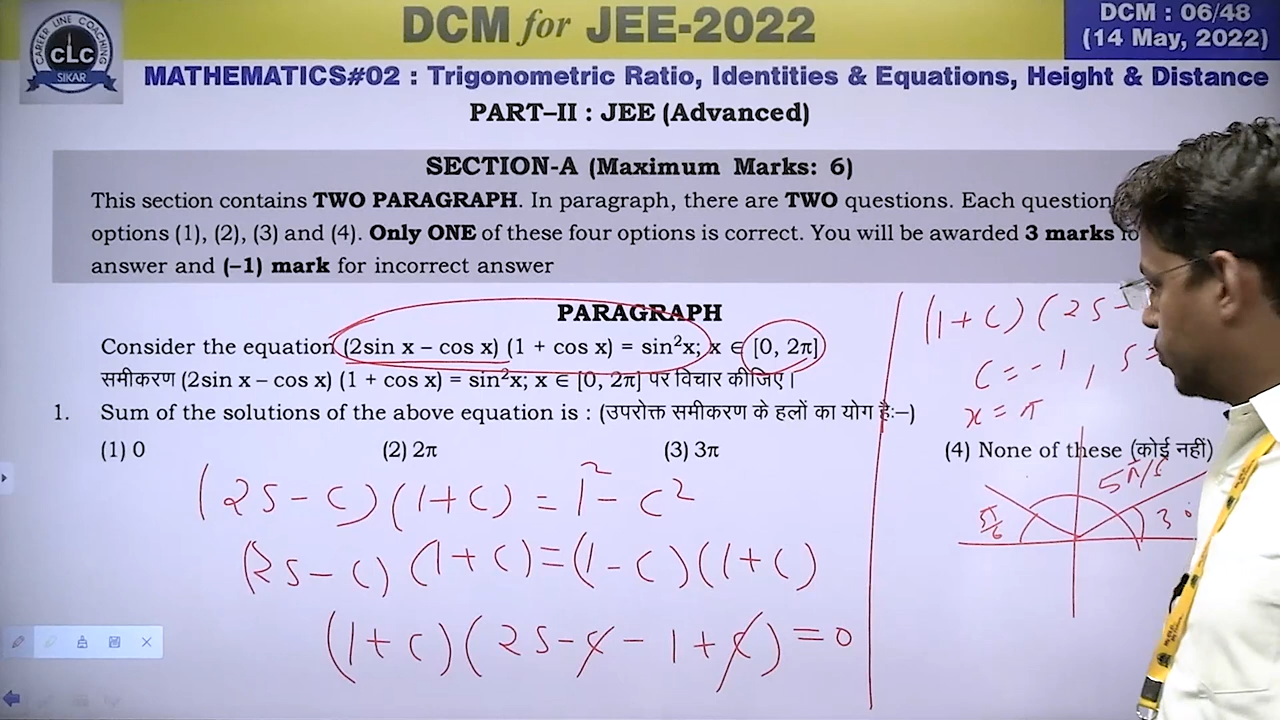 CAREER LINE COACHING
CLC
SIKAR
DCM for JEE-2022
DCM : 06/48
(14 May, 2022)
MATHEMATICS#02 : Trigonometric Ratio, Identities & Equations, Height & Distance
PART–II : JEE (Advanced)
SECTION-A (Maximum Marks: 6)
This section contains TWO PARAGRAPH. In paragraph, there are TWO questions. Each question
options (1), (2), (3) and (4). Only ONE of these four options is correct. You will be awarded 3 marks
answer and (–1) mark for incorrect answer
PARAGRAPH
Consider the equation (2sin x – cos x) (1 + cos x) = sin²x; x ∈ [0, 2π]
समीकरण (2sin x – cos x) (1 + cos x) = sin²x; x ∈ [0, 2π] पर विचार कीजिए।
1. Sum of the solutions of the above equation is : (उपरोक्त समीकरण के हलों का योग है:–)
(1) 0 (2) 2π (3) 3π (4) None of these (कोई नहीं)
(2s - c)(1+c) = 1² - c²
(2s - c)(1+c) = (1-c)(1+c)
(1+c)(2s - c - 1 + c) = 0
(1+c)(2s -
c = -1, s =
x = π
5π/6
π/6
30